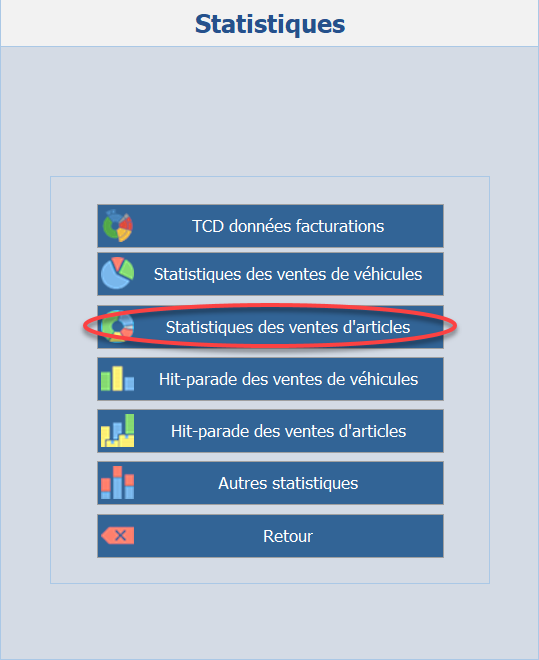 Statistiques
TCD données facturations
Statistiques des ventes de véhicules
Statistiques des ventes d'articles
Hit-parade des ventes de véhicules
Hit-parade des ventes d'articles
Autres statistiques
Retour